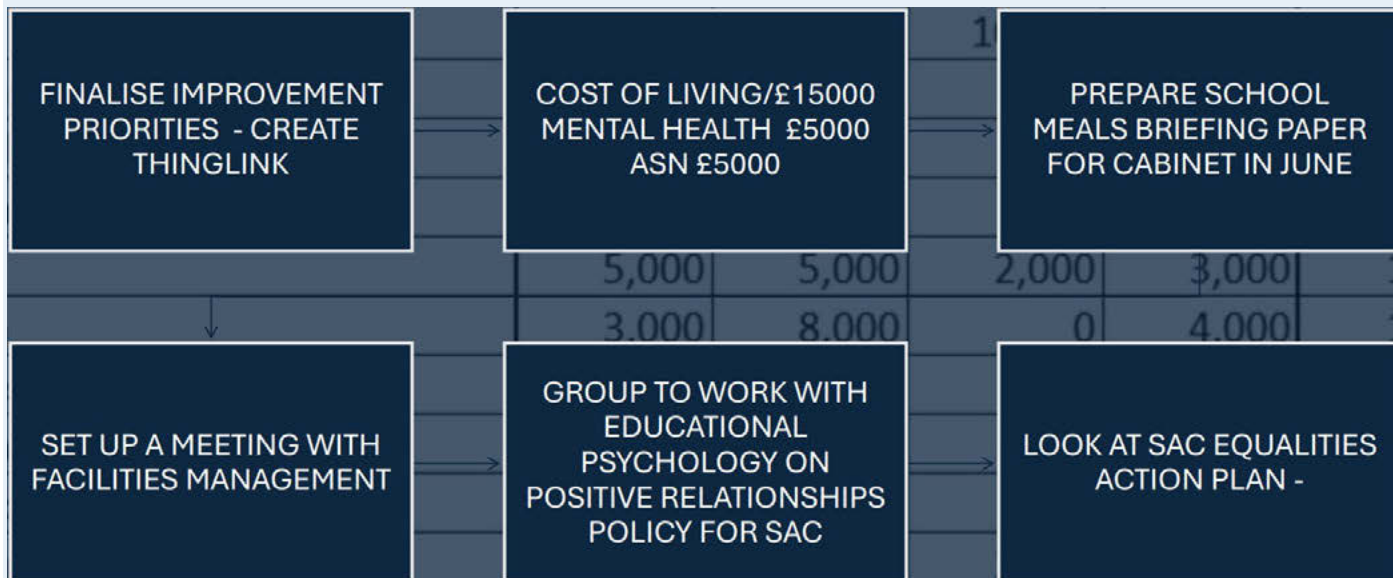 FINALISE IMPROVEMENT
PRIORITIES - CREATE
THINGLINK
COST OF LIVING/£15000
MENTAL HEALTH £5000
ASN £5000
PREPARE SCHOOL
MEALS BRIEFING PAPER
FOR CABINET IN JUNE
5,000 5,000 2,000 3,000
3,000 8,000 0 4,000
SET UP A MEETING WITH
FACILITIES MANAGEMENT
GROUP TO WORK WITH
EDUCATIONAL
PSYCHOLOGY ON
POSITIVE RELATIONSHIPS
POLICY FOR SAC
LOOK AT SAC EQUALITIES
ACTION PLAN -